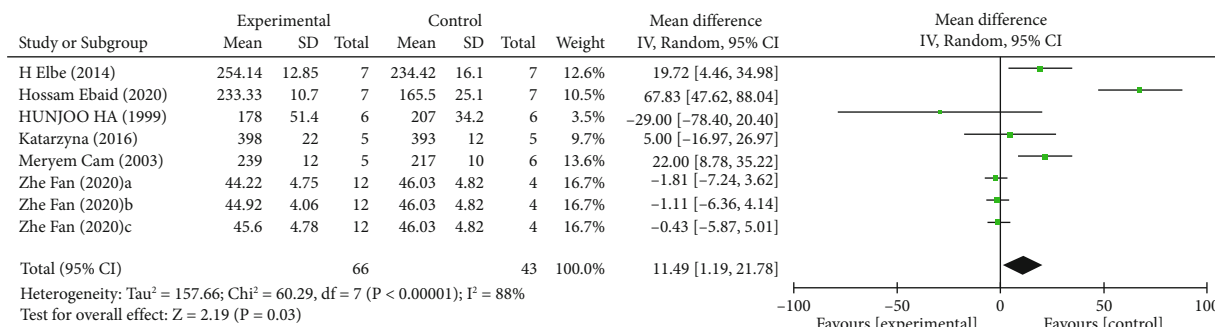 Experimental Control Mean difference Mean difference
Study or Subgroup Mean SD Total Mean SD Total Weight IV, Random, 95% CI IV, Random, 95% CI
H Elbe (2014) 254.14 12.85 7 234.42 16.1 7 12.6% 19.72 [4.46, 34.98]
Hossam Ebaid (2020) 233.33 10.7 7 165.5 25.1 7 10.5% 67.83 [47.62, 88.04]
HUNJOO HA (1999) 178 51.4 6 207 34.2 6 3.5% −29.00 [−78.40, 20.40]
Katarzyna (2016) 398 22 5 393 12 5 9.7% 5.00 [−16.97, 26.97]
Meryem Cam (2003) 239 12 5 217 10 6 13.6% 22.00 [8.78, 35.22]
Zhe Fan (2020)a 44.22 4.75 12 46.03 4.82 4 16.7% −1.81 [−7.24, 3.62]
Zhe Fan (2020)b 44.92 4.06 12 46.03 4.82 4 16.7% −1.11 [−6.36, 4.14]
Zhe Fan (2020)c 45.6 4.78 12 46.03 4.82 4 16.7% −0.43 [−5.87, 5.01]
Total (95% CI) 66 43 100.0% 11.49 [1.19, 21.78]
Heterogeneity: Tau² = 157.66; Chi² = 60.29, df = 7 (P < 0.00001); I² = 88%
Test for overall effect: Z = 2.19 (P = 0.03)
−100 −50 0 50 100
Favours [experimental] Favours [control]